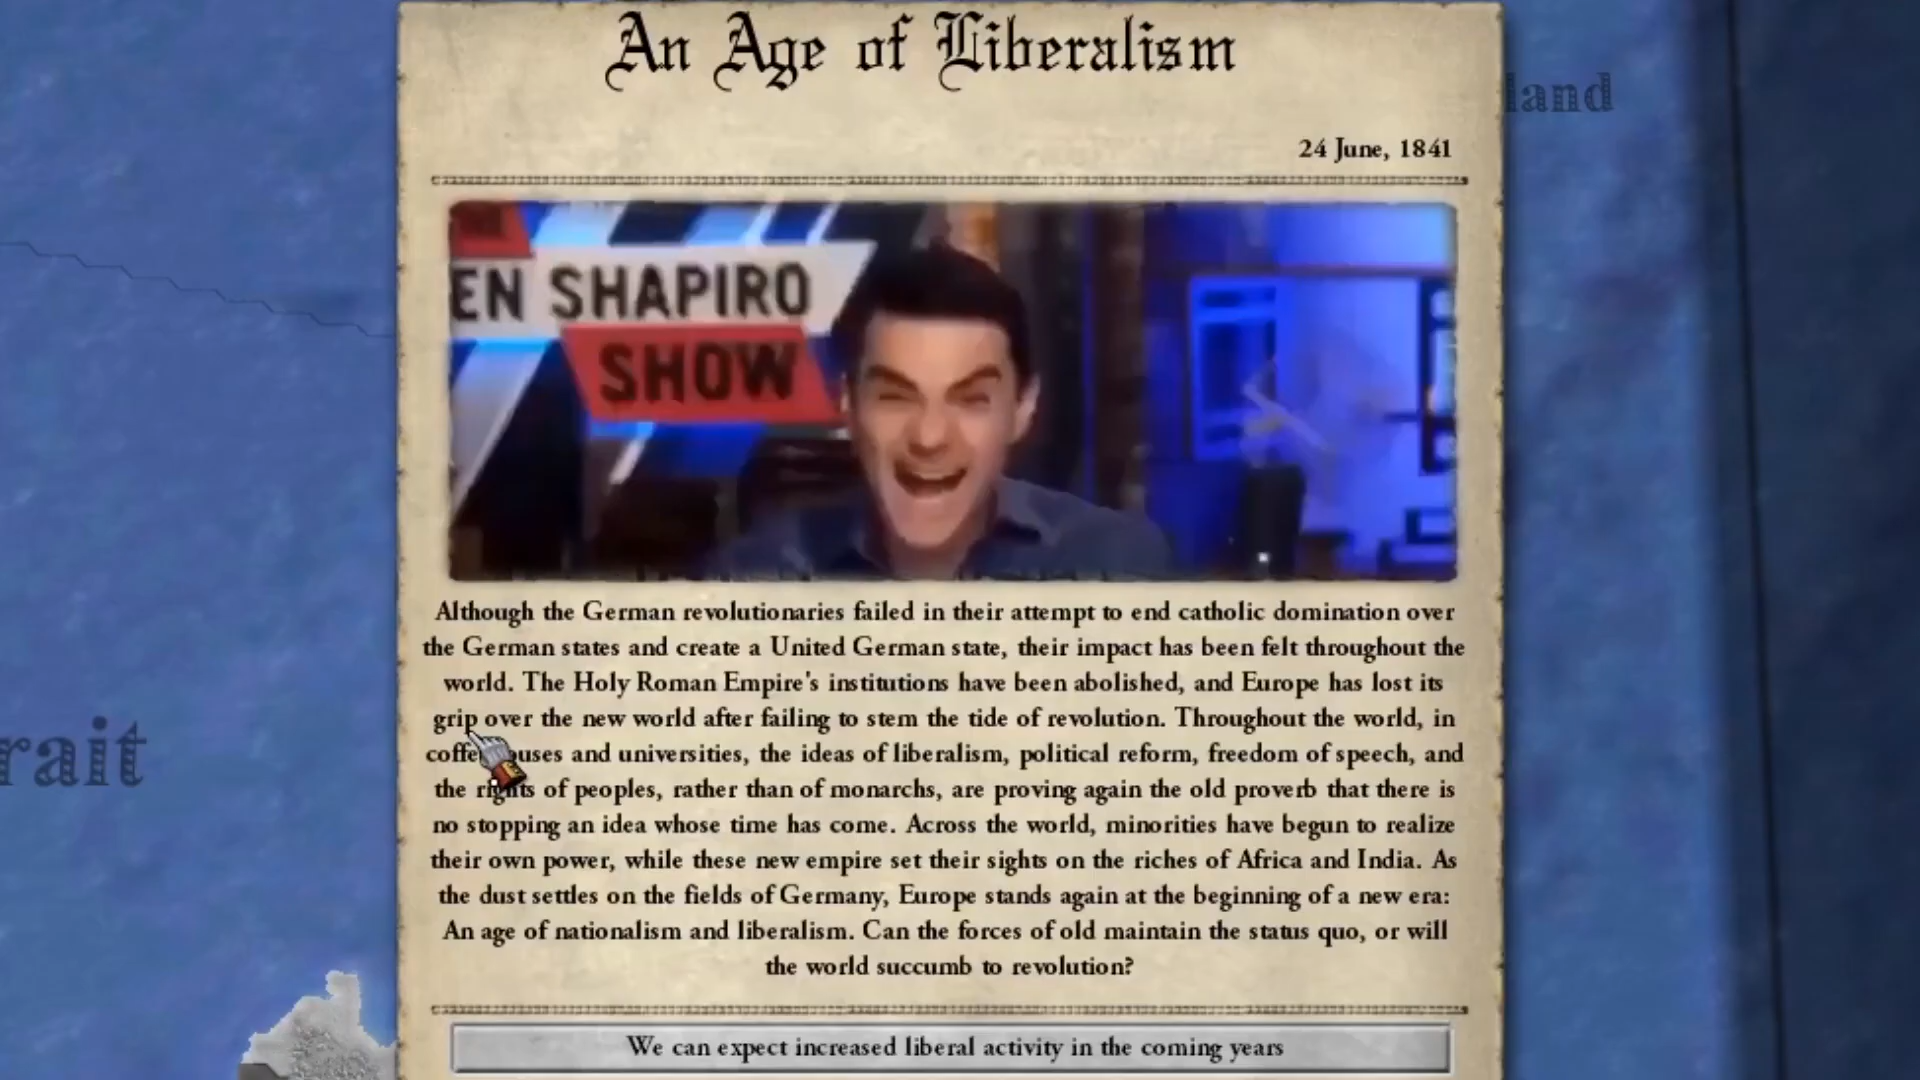 An Age of Liberalism
land
24 June, 1841
EN SHAPIRO
SHOW
Although the German revolutionaries failed in their attempt to end catholic domination over
the German states and create a United German state, their impact has been felt throughout the
world. The Holy Roman Empire's institutions have been abolished, and Europe has lost its
grip over the new world after failing to stem the tide of revolution. Throughout the world, in
coffe ouses and universities, the ideas of liberalism, political reform, freedom of speech, and
the rights of peoples, rather than of monarchs, are proving again the old proverb that there is
rait
no stopping an idea whose time has come. Across the world, minorities have begun to realize
their own power, while these new empire set their sights on the riches of Africa and India. As
the dust settles on the fields of Germany, Europe stands again at the beginning of a new era:
An age of nationalism and liberalism. Can the forces of old maintain the status quo, or will
the world succumb to revolution?
We can expect increased liberal activity in the coming years